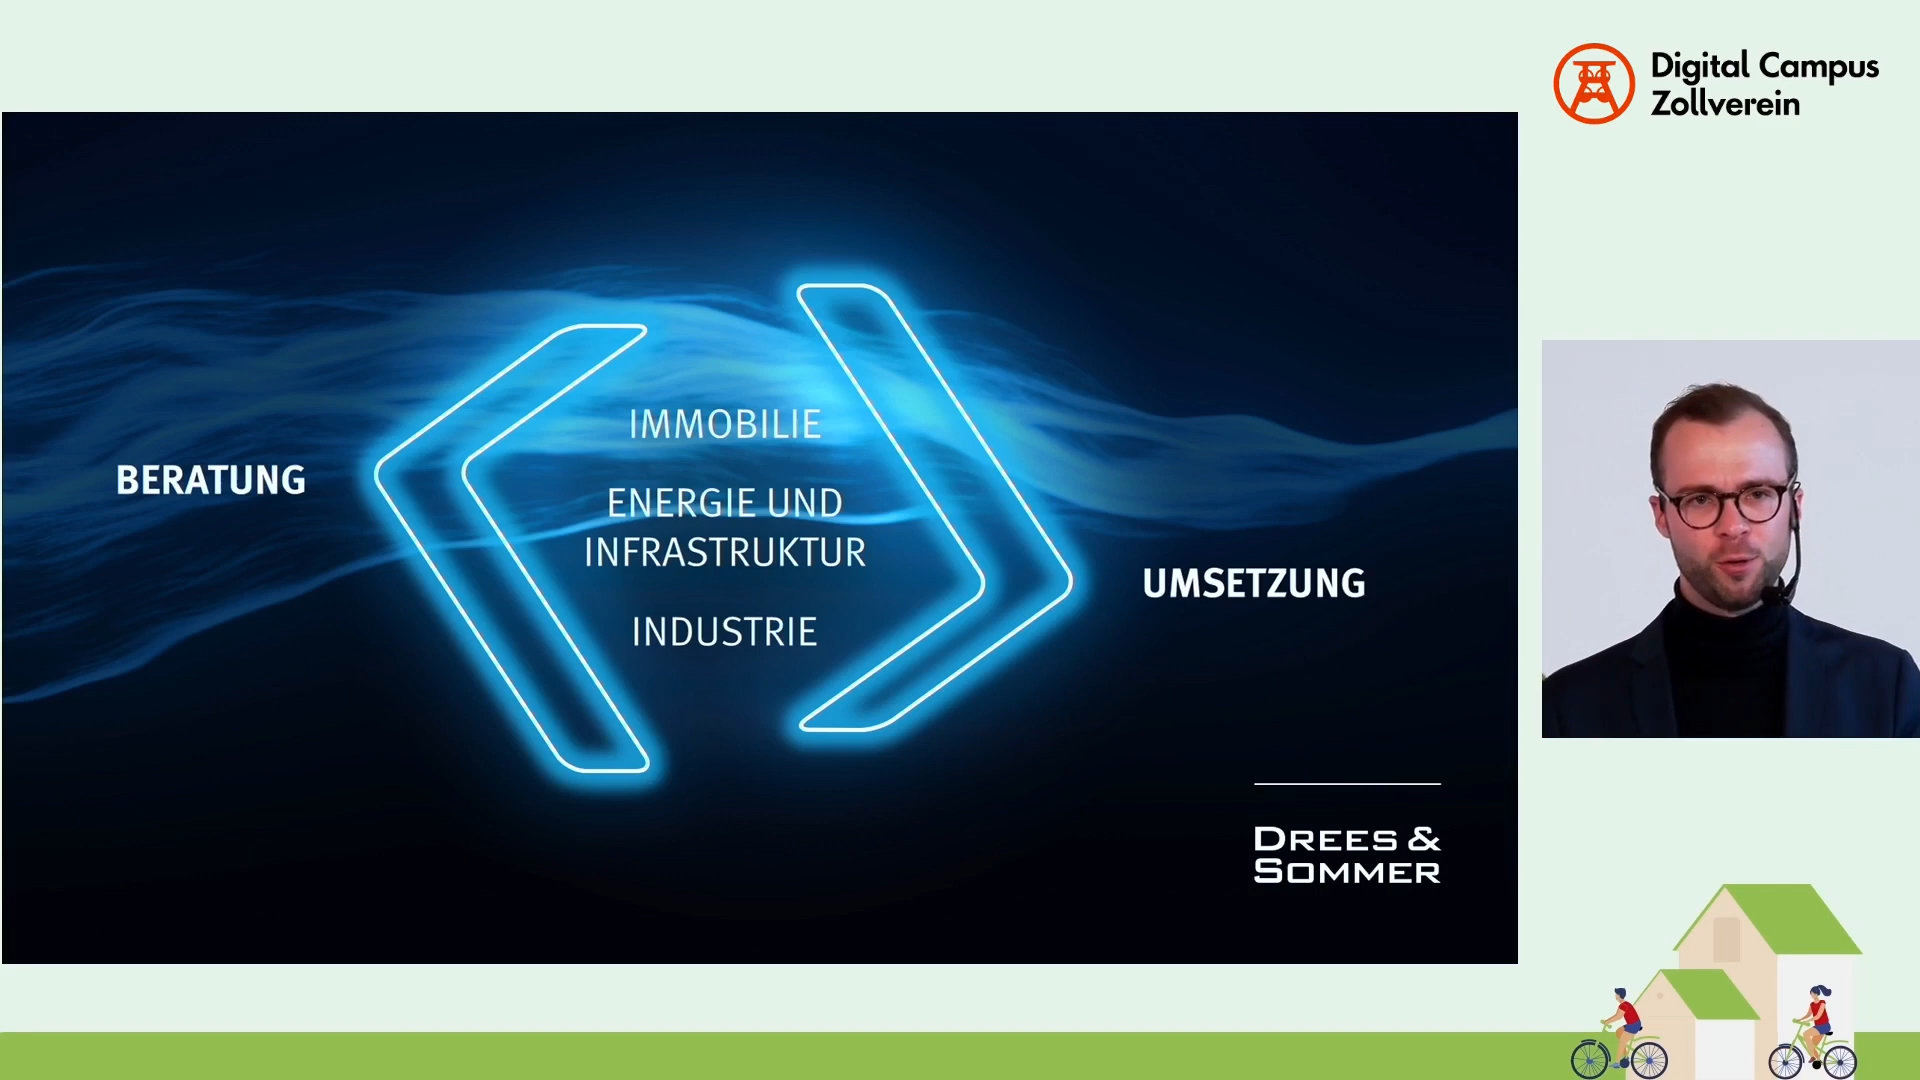 Digital Campus
Zollverein
BERATUNG
IMMOBILIE
ENERGIE UND
INFRASTRUKTUR
INDUSTRIE
UMSETZUNG
DREES &
SOMMER